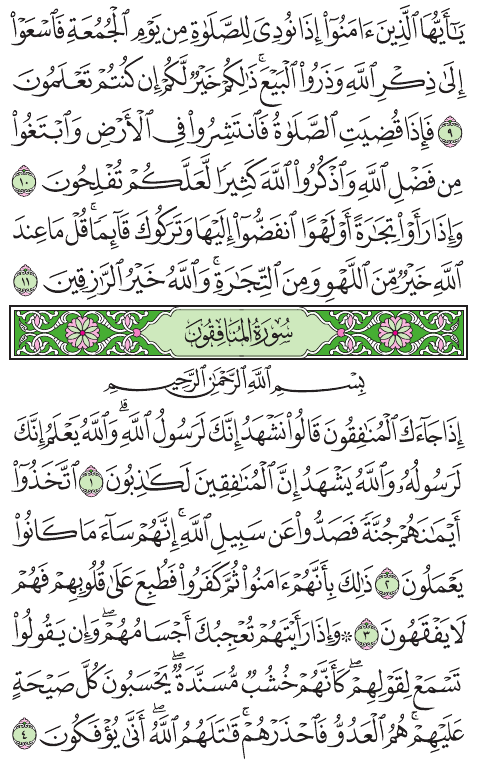 يَـٰٓأَيُّهَا ٱلَّذِينَ ءَامَنُوٓا۟ إِذَا نُودِىَ لِلصَّلَوٰةِ مِن يَوْمِ ٱلْجُمُعَةِ فَٱسْعَوْا۟
إِلَىٰ ذِكْرِ ٱللَّهِ وَذَرُوا۟ ٱلْبَيْعَ ۚ ذَٰلِكُمْ خَيْرٌ لَّكُمْ إِن كُنتُمْ تَعْلَمُونَ
٩ فَإِذَا قُضِيَتِ ٱلصَّلَوٰةُ فَٱنتَشِرُوا۟ فِى ٱلْأَرْضِ وَٱبْتَغُوا۟
مِن فَضْلِ ٱللَّهِ وَٱذْكُرُوا۟ ٱللَّهَ كَثِيرًا لَّعَلَّكُمْ تُفْلِحُونَ ١٠
وَإِذَا رَأَوْا۟ تِجَـٰرَةً أَوْ لَهْوًا ٱنفَضُّوٓا۟ إِلَيْهَا وَتَرَكُوكَ قَآئِمًا ۚ قُلْ مَا عِندَ
ٱللَّهِ خَيْرٌ مِّنَ ٱللَّهْوِ وَمِنَ ٱلتِّجَـٰرَةِ ۚ وَٱللَّهُ خَيْرُ ٱلرَّٰزِقِينَ ١١
سُورَةُ المُنَافِقُونَ
بِسْمِ ٱللَّهِ ٱلرَّحْمَـٰنِ ٱلرَّحِيمِ
إِذَا جَآءَكَ ٱلْمُنَـٰفِقُونَ قَالُوا۟ نَشْهَدُ إِنَّكَ لَرَسُولُ ٱللَّهِ ۗ وَٱللَّهُ يَعْلَمُ إِنَّكَ
لَرَسُولُهُۥ وَٱللَّهُ يَشْهَدُ إِنَّ ٱلْمُنَـٰفِقِينَ لَكَـٰذِبُونَ ١ ٱتَّخَذُوٓا۟
أَيْمَـٰنَهُمْ جُنَّةً فَصَدُّوا۟ عَن سَبِيلِ ٱللَّهِ ۚ إِنَّهُمْ سَآءَ مَا كَانُوا۟
يَعْمَلُونَ ٢ ذَٰلِكَ بِأَنَّهُمْ ءَامَنُوا۟ ثُمَّ كَفَرُوا۟ فَطُبِعَ عَلَىٰ قُلُوبِهِمْ فَهُمْ
لَا يَفْقَهُونَ ٣ ۞ وَإِذَا رَأَيْتَهُمْ تُعْجِبُكَ أَجْسَامُهُمْ ۖ وَإِن يَقُولُوا۟
تَسْمَعْ لِقَوْلِهِمْ ۖ كَأَنَّهُمْ خُشُبٌ مُّسَنَّدَةٌ ۖ يَحْسَبُونَ كُلَّ صَيْحَةٍ
عَلَيْهِمْ ۚ هُمُ ٱلْعَدُوُّ فَٱحْذَرْهُمْ ۚ قَـٰتَلَهُمُ ٱللَّهُ ۖ أَنَّىٰ يُؤْفَكُونَ ٤